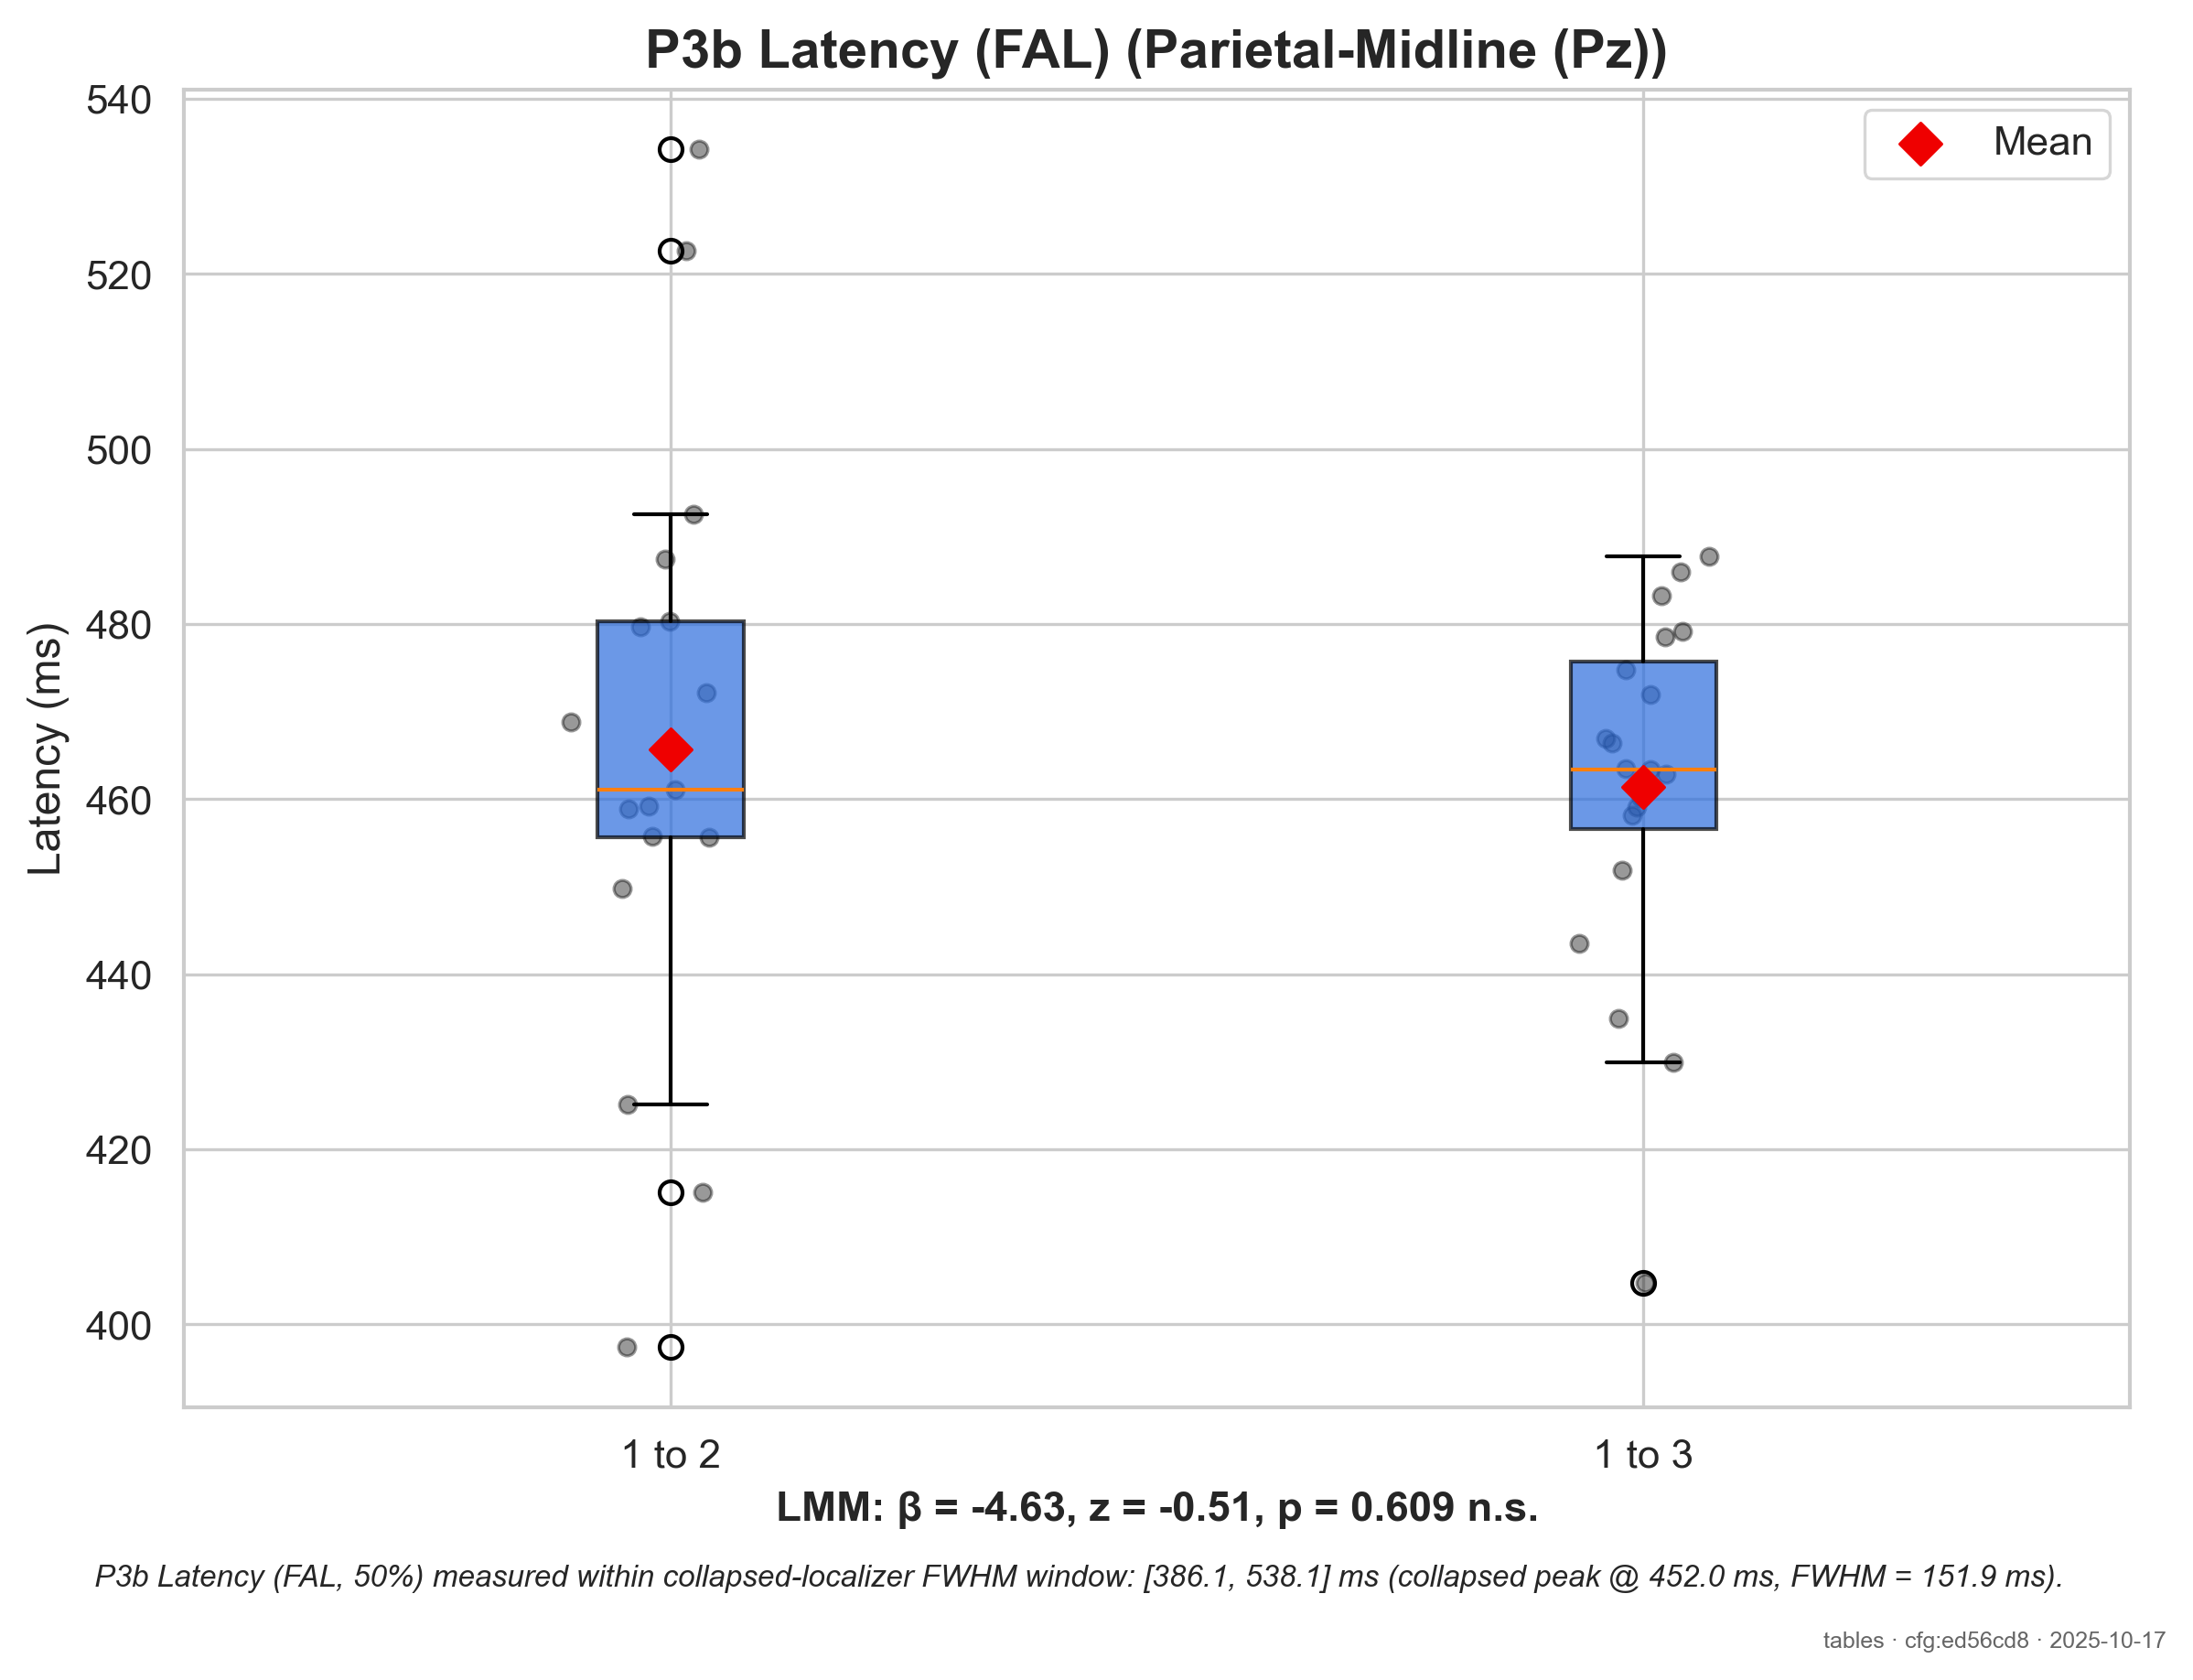 P3b Latency (FAL) (Parietal-Midline (Pz))
Mean
Latency (ms)
540
520
500
480
460
440
420
400
1 to 2
1 to 3
LMM: β = -4.63, z = -0.51, p = 0.609 n.s.
P3b Latency (FAL, 50%) measured within collapsed-localizer FWHM window: [386.1, 538.1] ms (collapsed peak @ 452.0 ms, FWHM = 151.9 ms).
tables · cfg:ed56cd8 · 2025-10-17